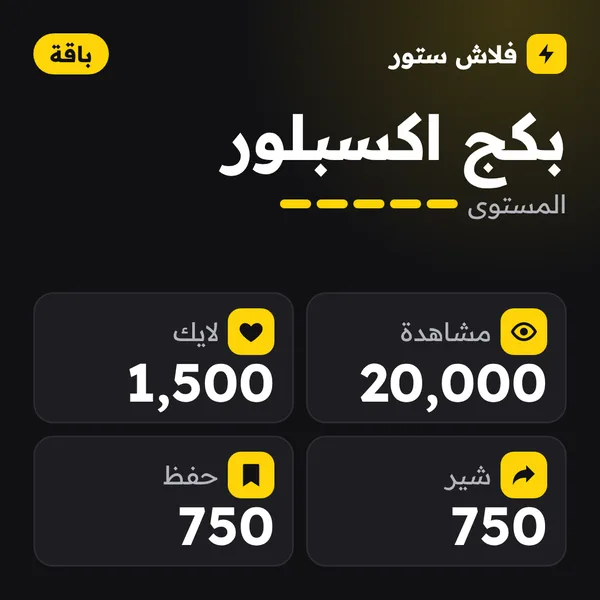 فلاش ستور
باقة
بكج اكسبلور
المستوى
مشاهدة
20,000
لايك
1,500
شير
750
حفظ
750